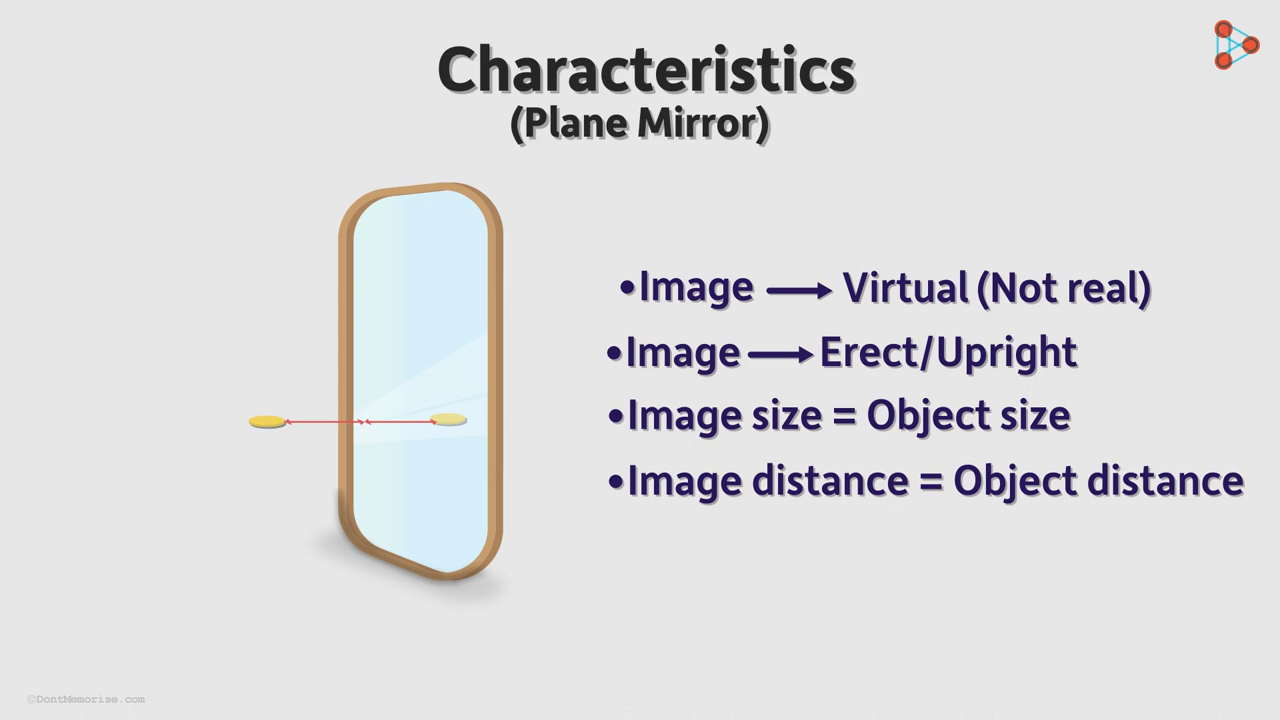 Characteristics
(Plane Mirror)
•Image ⟶ Virtual (Not real)
•Image ⟶ Erect/Upright
•Image size = Object size
•Image distance = Object distance
©DontMemorise.com